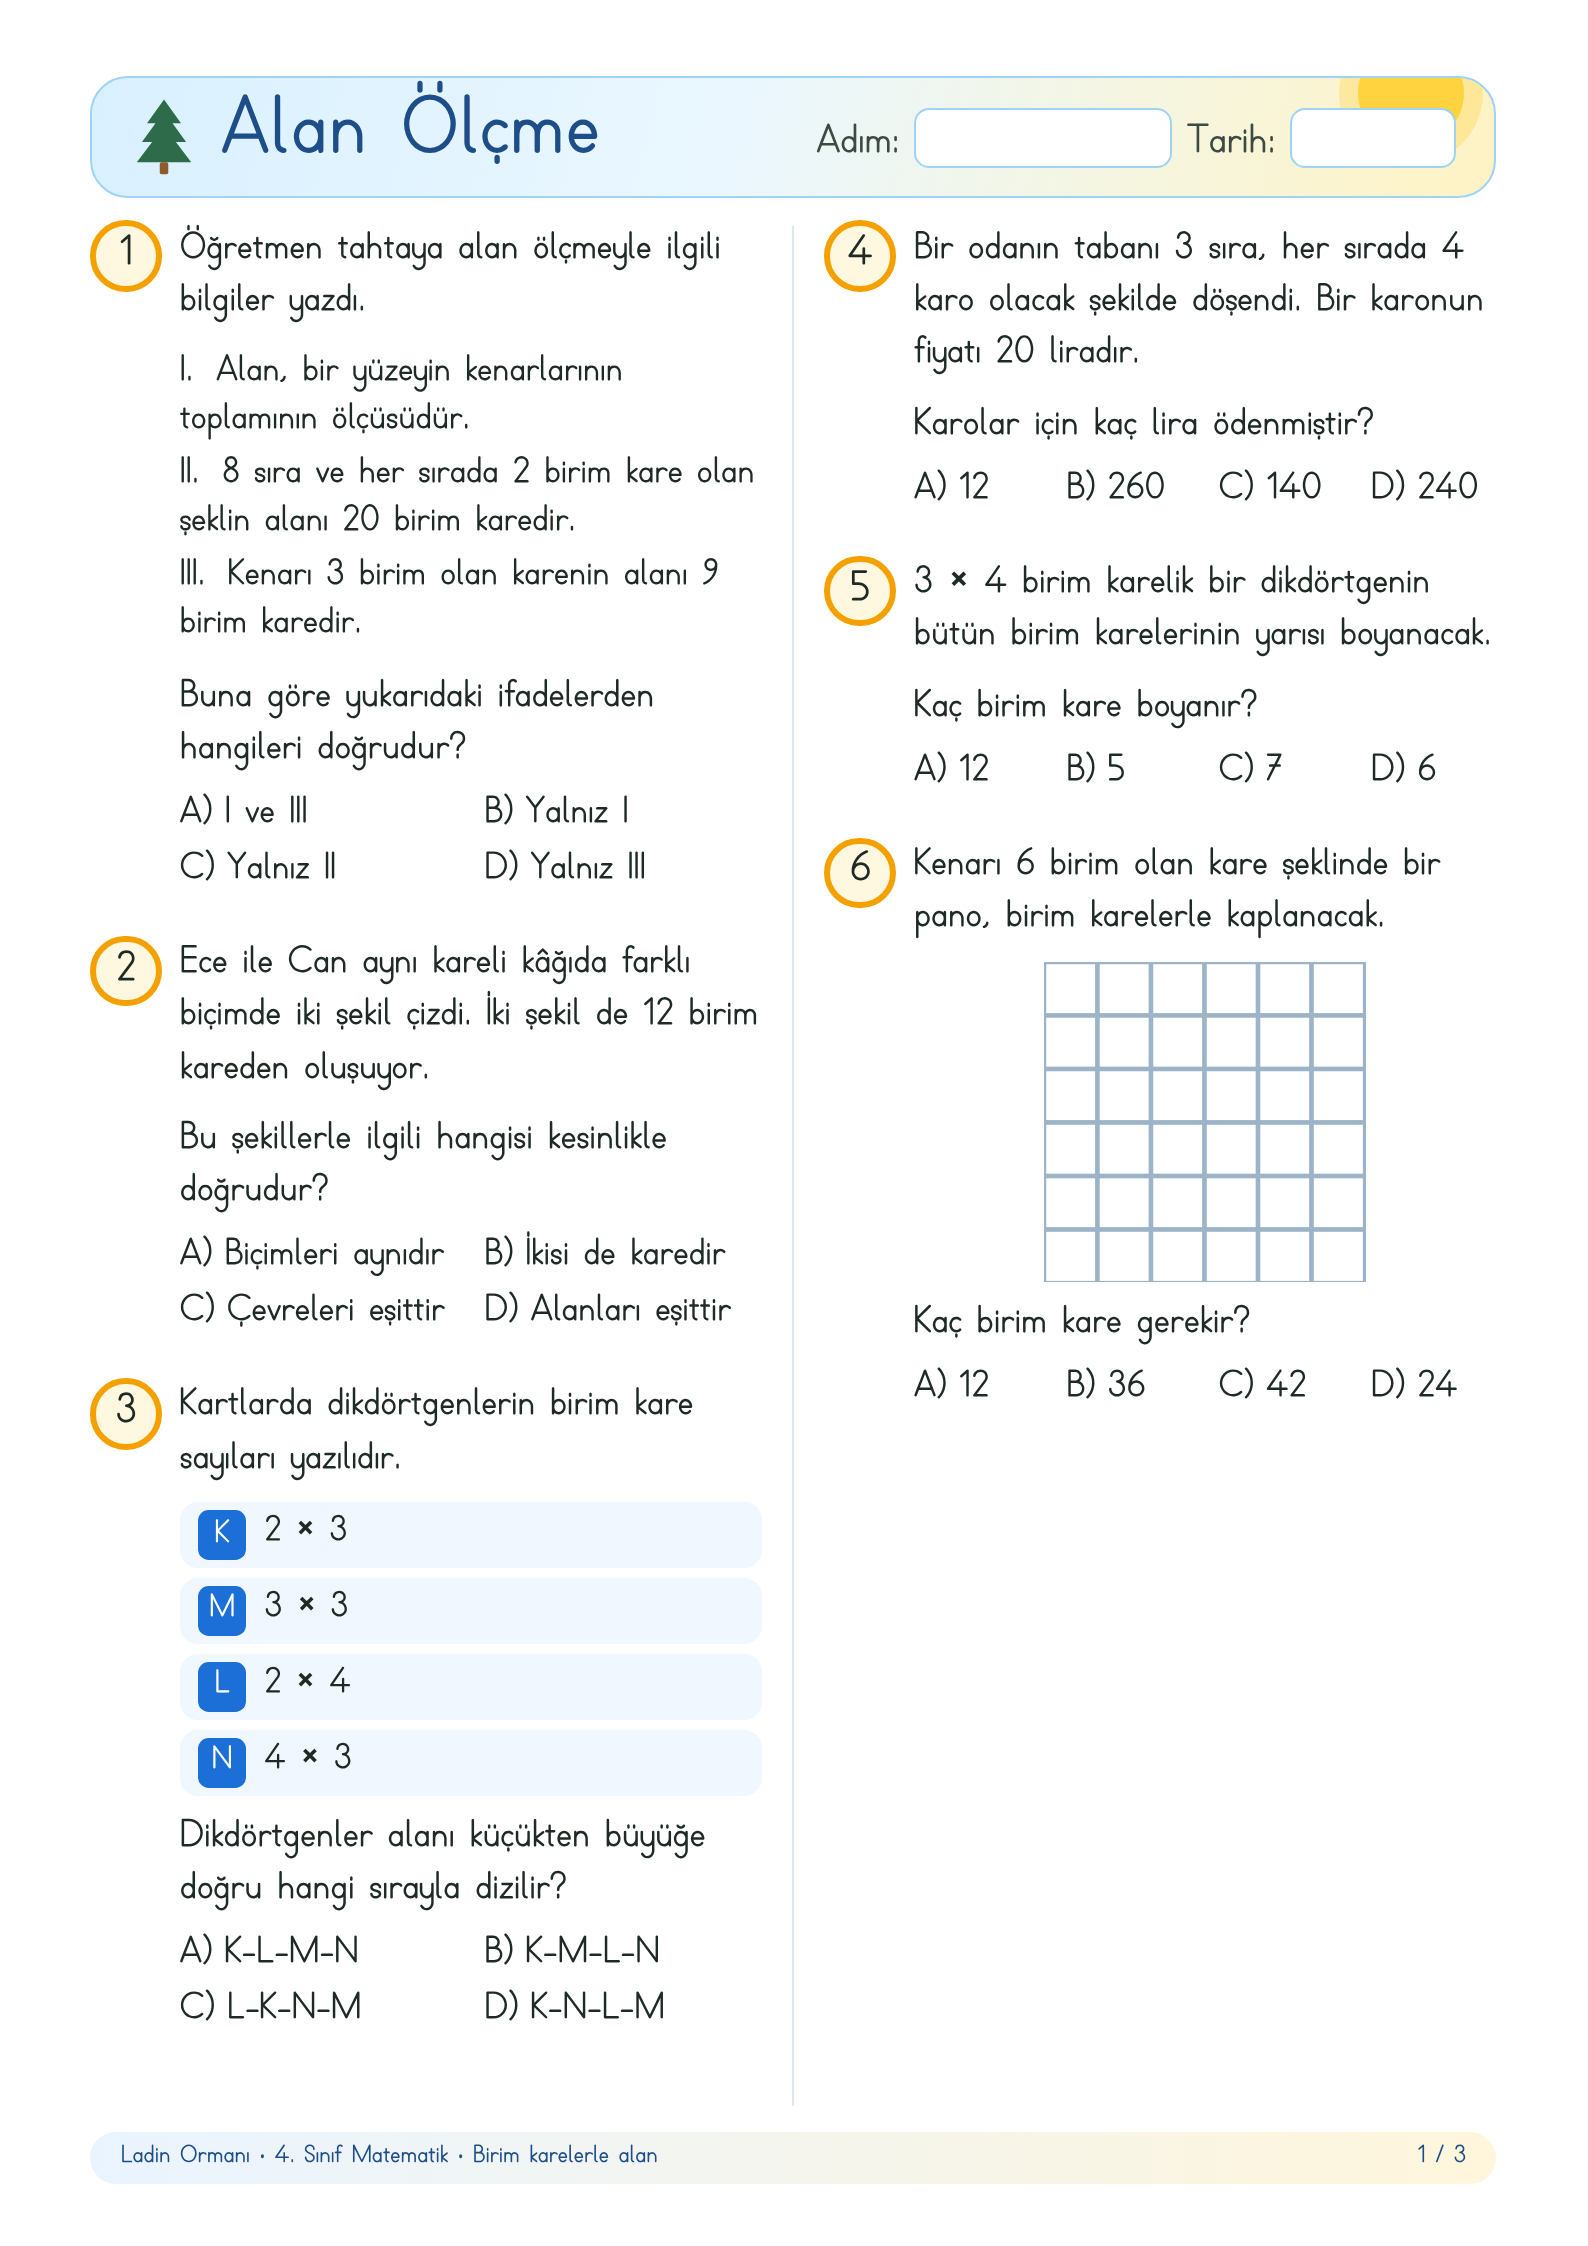 Alan Ölçme
Adım:
Tarih:
1
Öğretmen tahtaya alan ölçmeyle ilgili
bilgiler yazdı.
I. Alan, bir yüzeyin kenarlarının
toplamının ölçüsüdür.
II. 8 sıra ve her sırada 2 birim kare olan
şeklin alanı 20 birim karedir.
III. Kenarı 3 birim olan karenin alanı 9
birim karedir.
Buna göre yukarıdaki ifadelerden
hangileri doğrudur?
A) I ve III B) Yalnız I
C) Yalnız II D) Yalnız III
2
Ece ile Can aynı kareli kâğıda farklı
biçimde iki şekil çizdi. İki şekil de 12 birim
kareden oluşuyor.
Bu şekillerle ilgili hangisi kesinlikle
doğrudur?
A) Biçimleri aynıdır B) İkisi de karedir
C) Çevreleri eşittir D) Alanları eşittir
3
Kartlarda dikdörtgenlerin birim kare
sayıları yazılıdır.
K 2 × 3
M 3 × 3
L 2 × 4
N 4 × 3
Dikdörtgenler alanı küçükten büyüğe
doğru hangi sırayla dizilir?
A) K-L-M-N B) K-M-L-N
C) L-K-N-M D) K-N-L-M
4
Bir odanın tabanı 3 sıra, her sırada 4
karo olacak şekilde döşendi. Bir karonun
fiyatı 20 liradır.
Karolar için kaç lira ödenmiştir?
A) 12 B) 260 C) 140 D) 240
5
3 × 4 birim karelik bir dikdörtgenin
bütün birim karelerinin yarısı boyanacak.
Kaç birim kare boyanır?
A) 12 B) 5 C) 7 D) 6
6
Kenarı 6 birim olan kare şeklinde bir
pano, birim karelerle kaplanacak.
Kaç birim kare gerekir?
A) 12 B) 36 C) 42 D) 24
Ladin Ormanı • 4. Sınıf Matematik • Birim karelerle alan
1 / 3